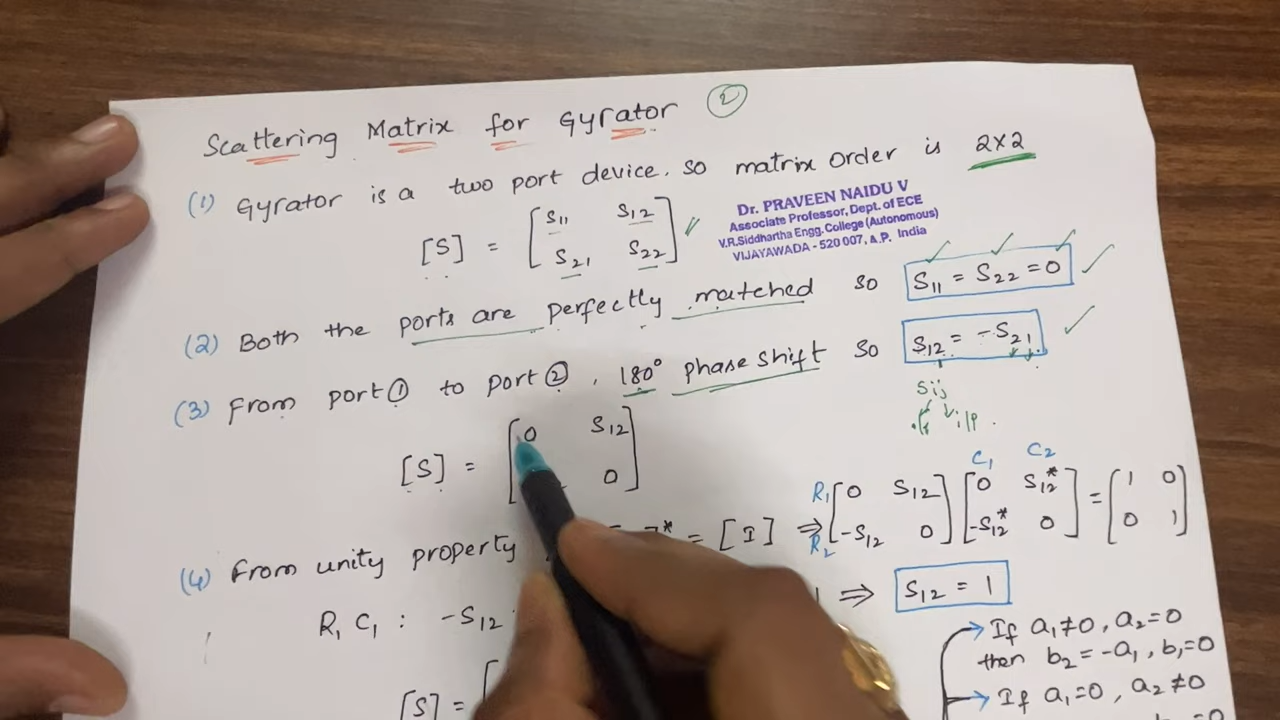 Scattering Matrix for Gyrator ②
(1) Gyrator is a two port device. so matrix order is 2x2
[S] = [ S11 S12
S21 S22 ] ✓
Dr. PRAVEEN NAIDU V
Associate Professor, Dept. of ECE
V.R.Siddhartha Engg. College (Autonomous)
VIJAYAWADA - 520 007, A.P. India
(2) Both the ports are perfectly matched so S11 = S22 = 0
(3) From port ① to port ②, 180° phase shift so S12 = -S21
Sij
i/p
[S] = [ 0 S12
0 ]
C1 C2
R1 [ 0 S12 ] [ 0 S12* ] = [ 1 0 ]
R2 [ -S12 0 ] [ -S12* 0 ] = [ 0 1 ]
(4) From unity property * = [I] ⇒
R1 C1 : -S12 ⇒ S12 = 1
→ If a1≠0, a2=0
then b2 = -a1, b1=0
→ If a1=0, a2≠0
[S] = [